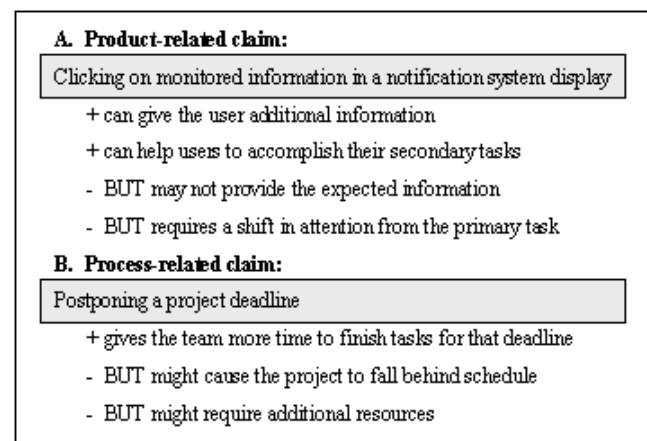 A. Product-related claim:
Clicking on monitored information in a notification system display
+ can give the user additional information
+ can help users to accomplish their secondary tasks
- BUT may not provide the expected information
- BUT requires a shift in attention from the primary task
B. Process-related claim:
Postponing a project deadline
+ gives the team more time to finish tasks for that deadline
- BUT might cause the project to fall behind schedule
- BUT might require additional resources